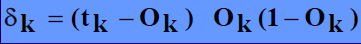 δₖ = (tₖ – Oₖ) Oₖ (1 – Oₖ )